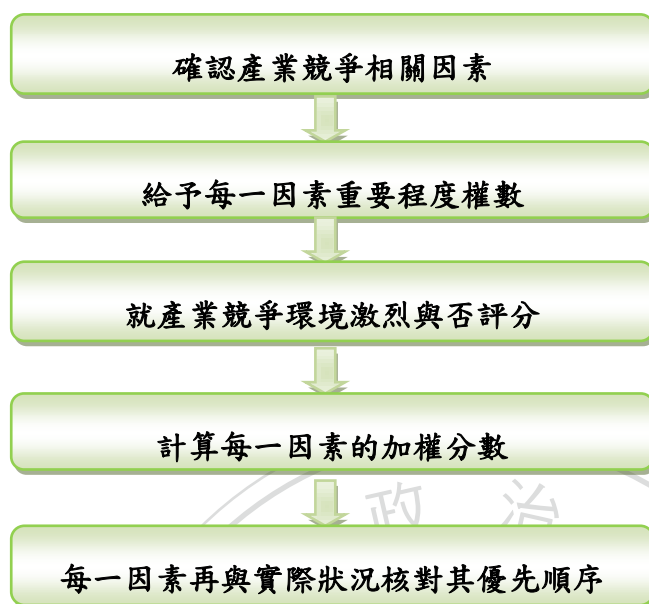 確認產業競爭相關因素
給予每一因素重要程度權數
就產業競爭環境激烈與否評分
計算每一因素的加權分數
政 治
每一因素再與實際狀況核對其優先順序